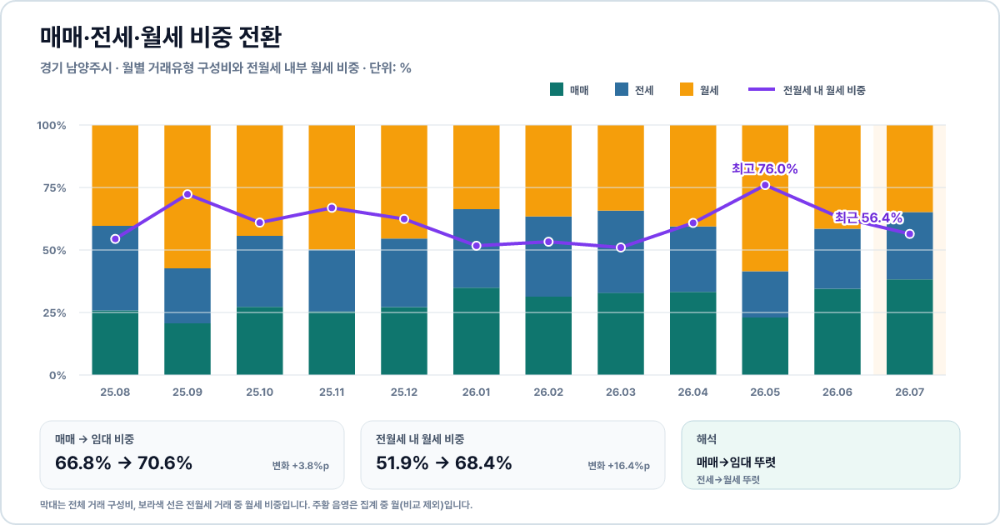 매매·전세·월세 비중 전환
경기 남양주시 · 월별 거래유형 구성비와 전월세 내부 월세 비중 · 단위: %
매매 전세 월세 전월세 내 월세 비중
100%
75%
50%
25%
0%
최고 76.0%
최근 56.4%
25.08 25.09 25.10 25.11 25.12 26.01 26.02 26.03 26.04 26.05 26.06 26.07
매매 → 임대 비중
66.8% → 70.6%
변화 +3.8%p
전월세 내 월세 비중
51.9% → 68.4%
변화 +16.4%p
해석
매매→임대 뚜렷
전세→월세 뚜렷
막대는 전체 거래 구성비, 보라색 선은 전월세 거래 중 월세 비중입니다. 주황 음영은 집계 중 월(비교 제외)입니다.